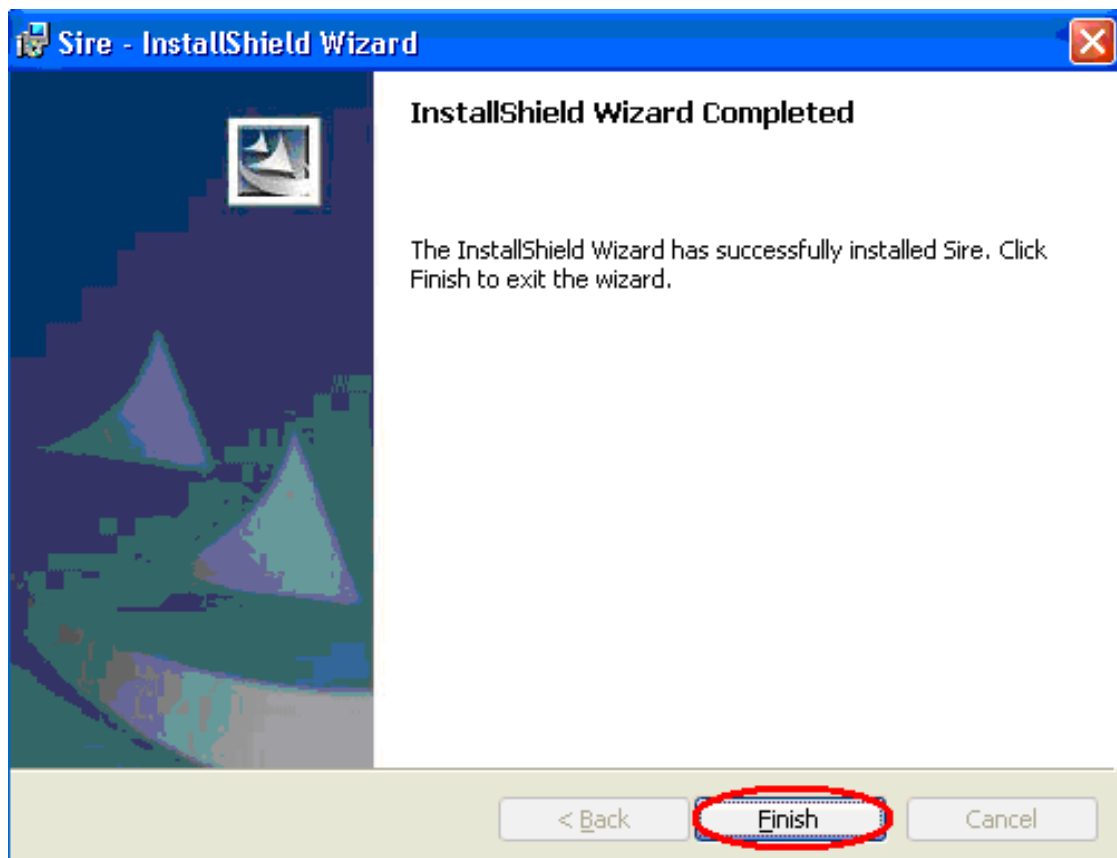 Sire - InstallShield Wizard
InstallShield Wizard Completed
The InstallShield Wizard has successfully installed Sire. Click
Finish to exit the wizard.
< Back
Finish
Cancel